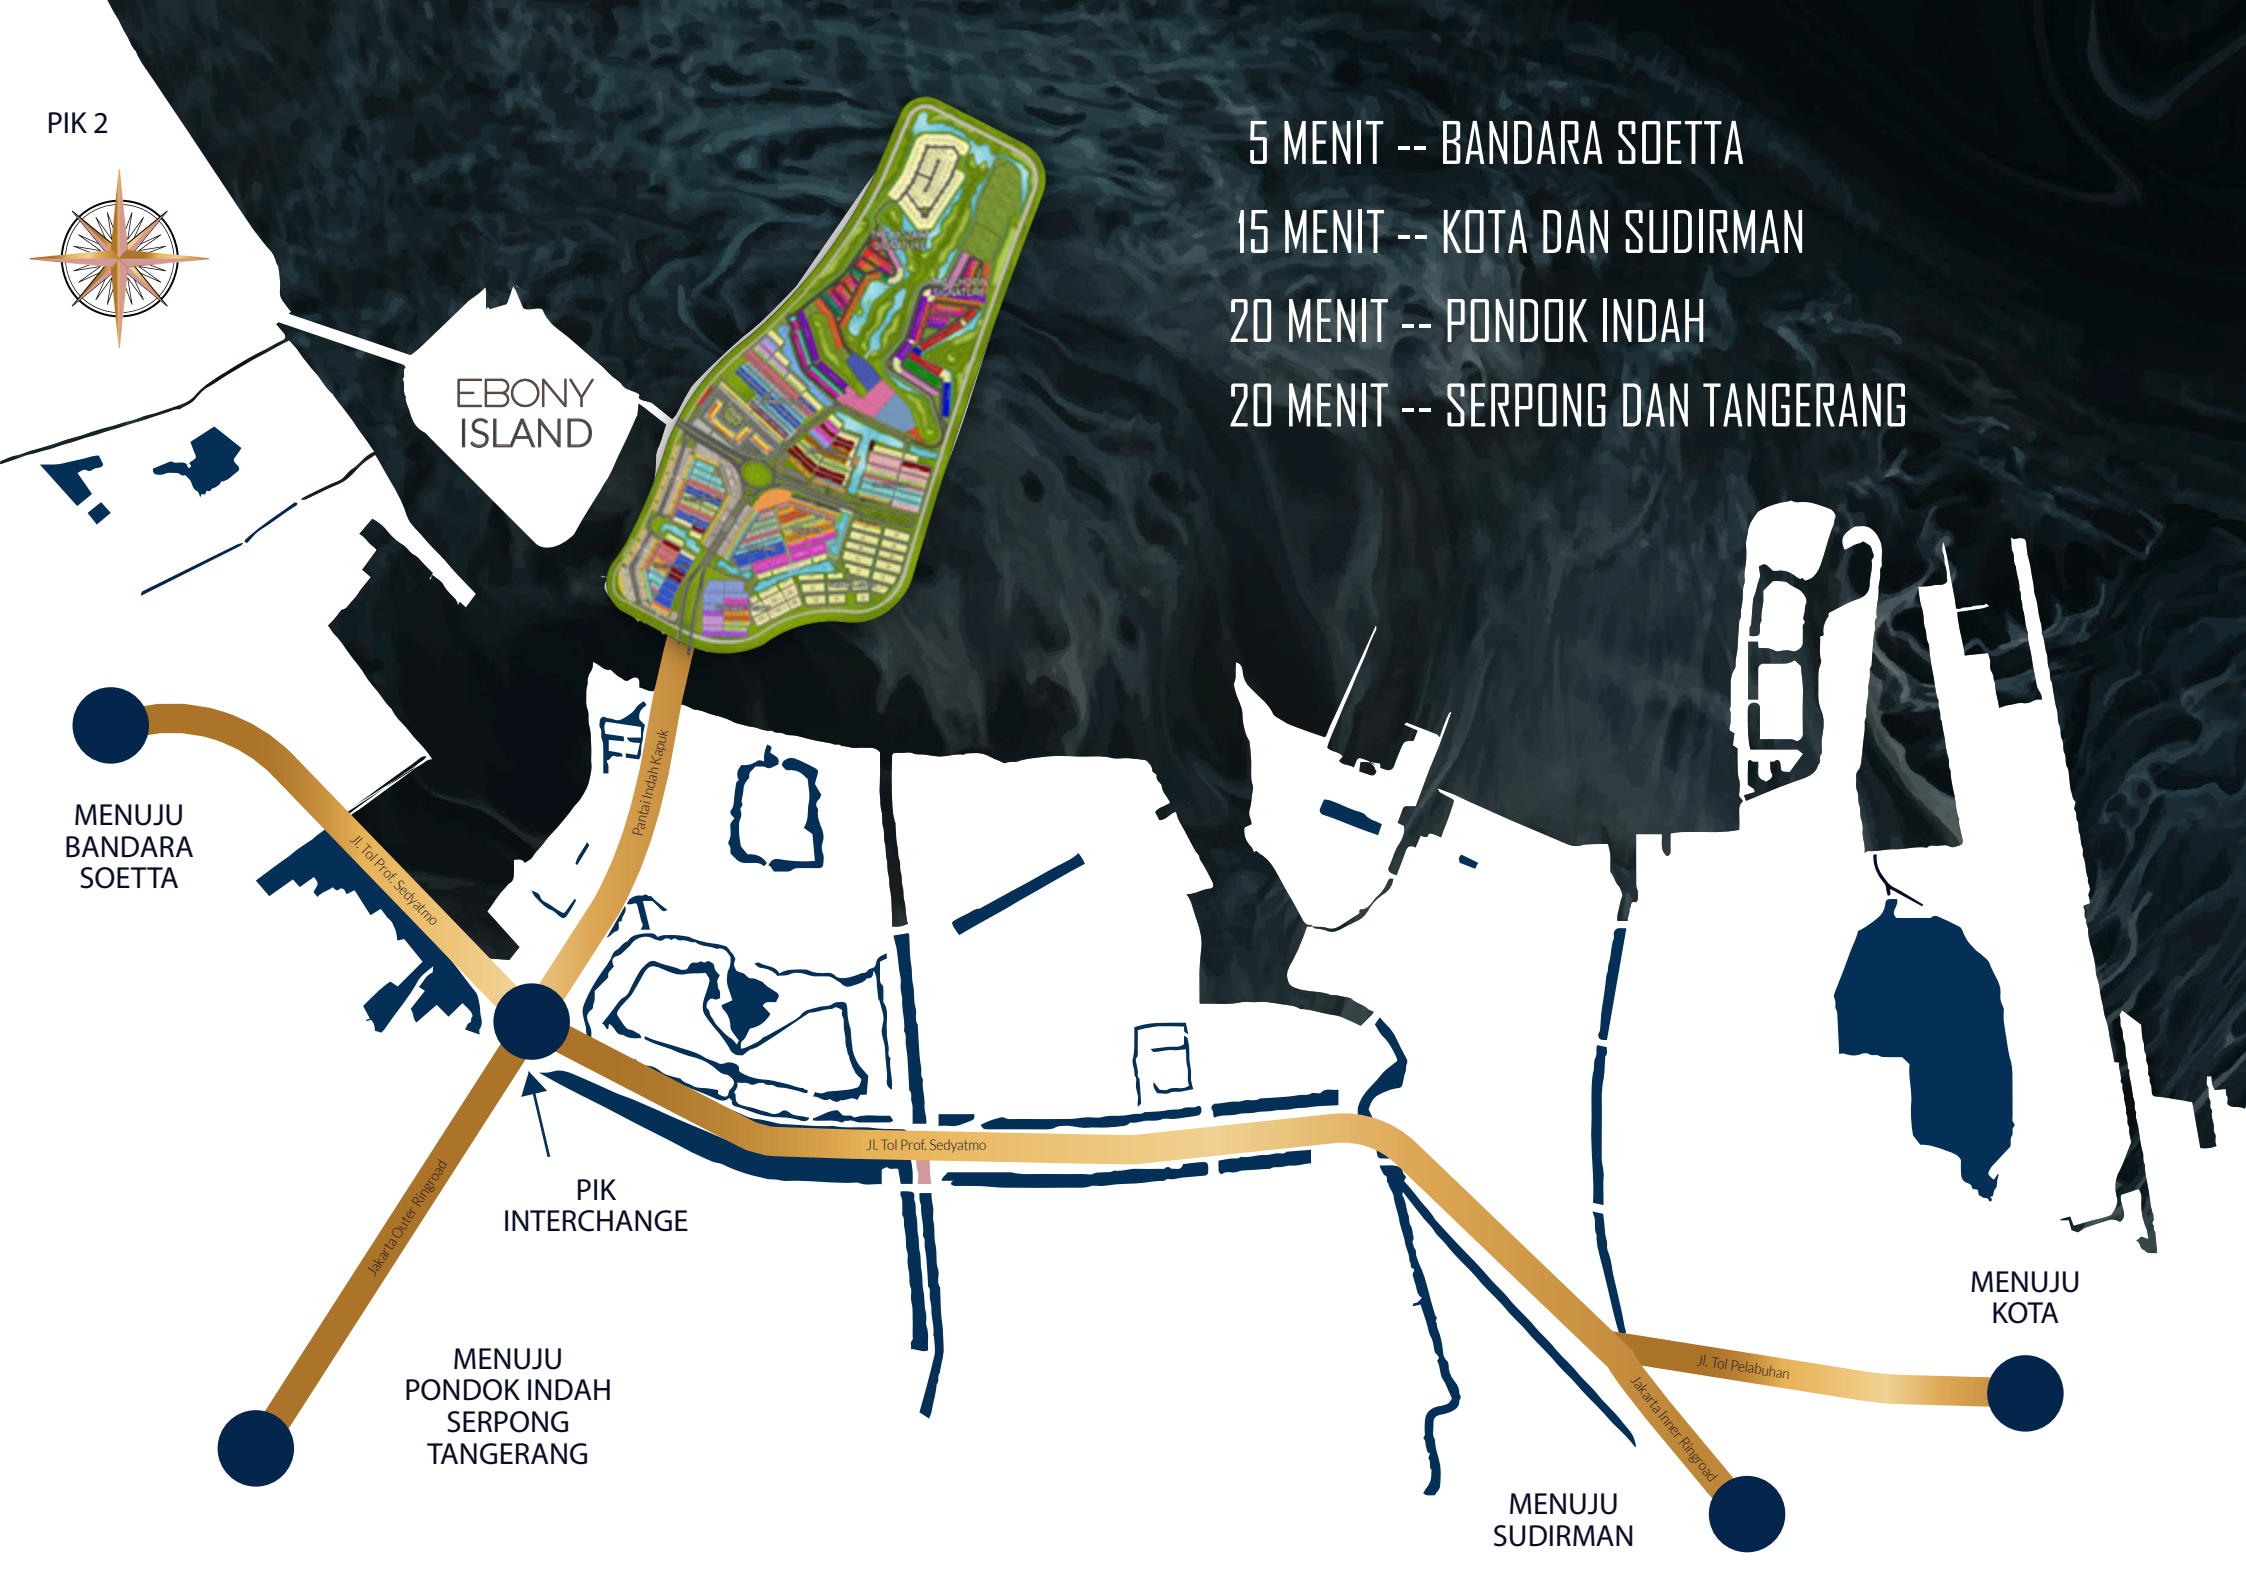 PIK 2
5 MENIT -- BANDARA SOETTA
15 MENIT -- KOTA DAN SUDIRMAN
20 MENIT -- PONDOK INDAH
20 MENIT -- SERPONG DAN TANGERANG
EBONY
ISLAND
Pantai Indah Kapuk
MENUJU
BANDARA
SOETTA
Jl. Tol Prof. Sedyatmo
Jl. Tol Prof. Sedyatmo
PIK
INTERCHANGE
Jakarta Outer Ringroad
MENUJU
PONDOK INDAH
SERPONG
TANGERANG
MENUJU
KOTA
Jl. Tol Pelabuhan
Jakarta Inner Ringroad
MENUJU
SUDIRMAN